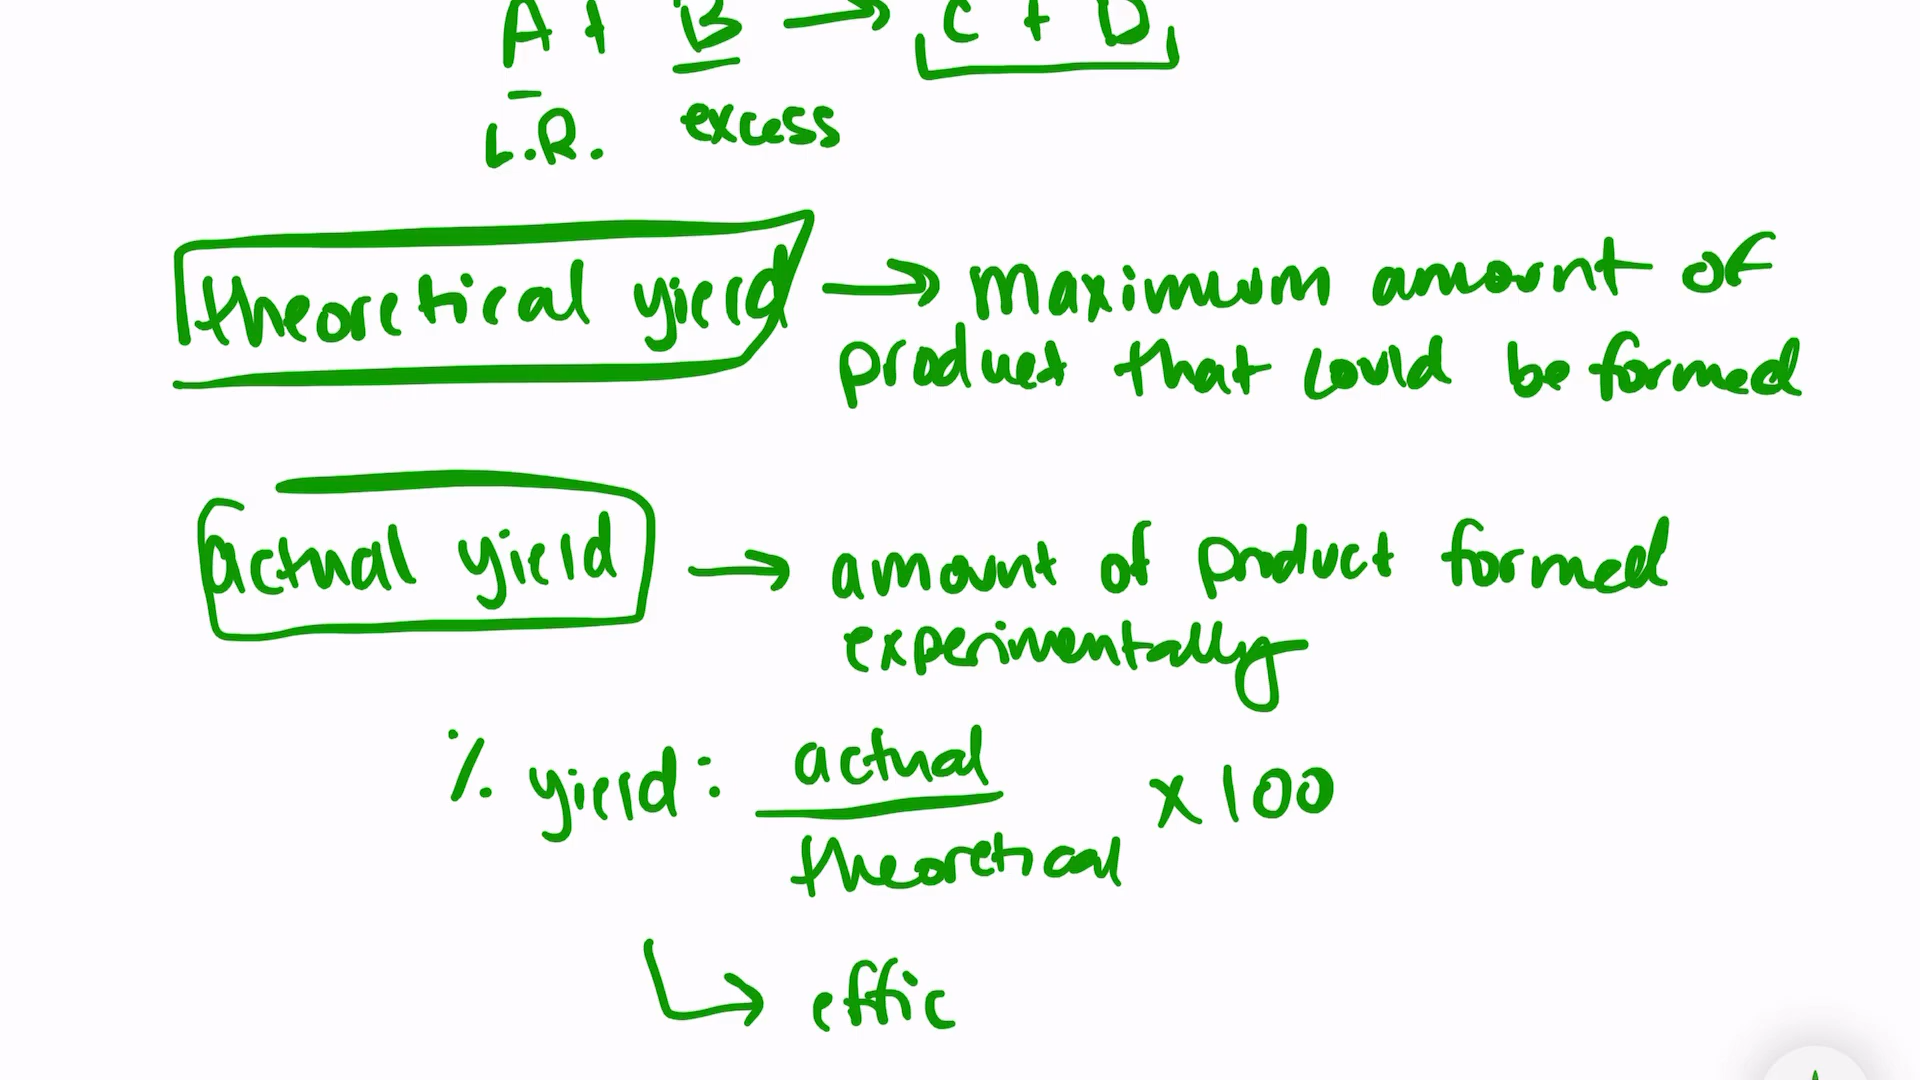 A + B → C + D
L.R. excess
theoretical yield → maximum amount of
product that could be formed
actual yield → amount of product formed
experimentally
% yield: actual
theoretical x 100
↳ effic